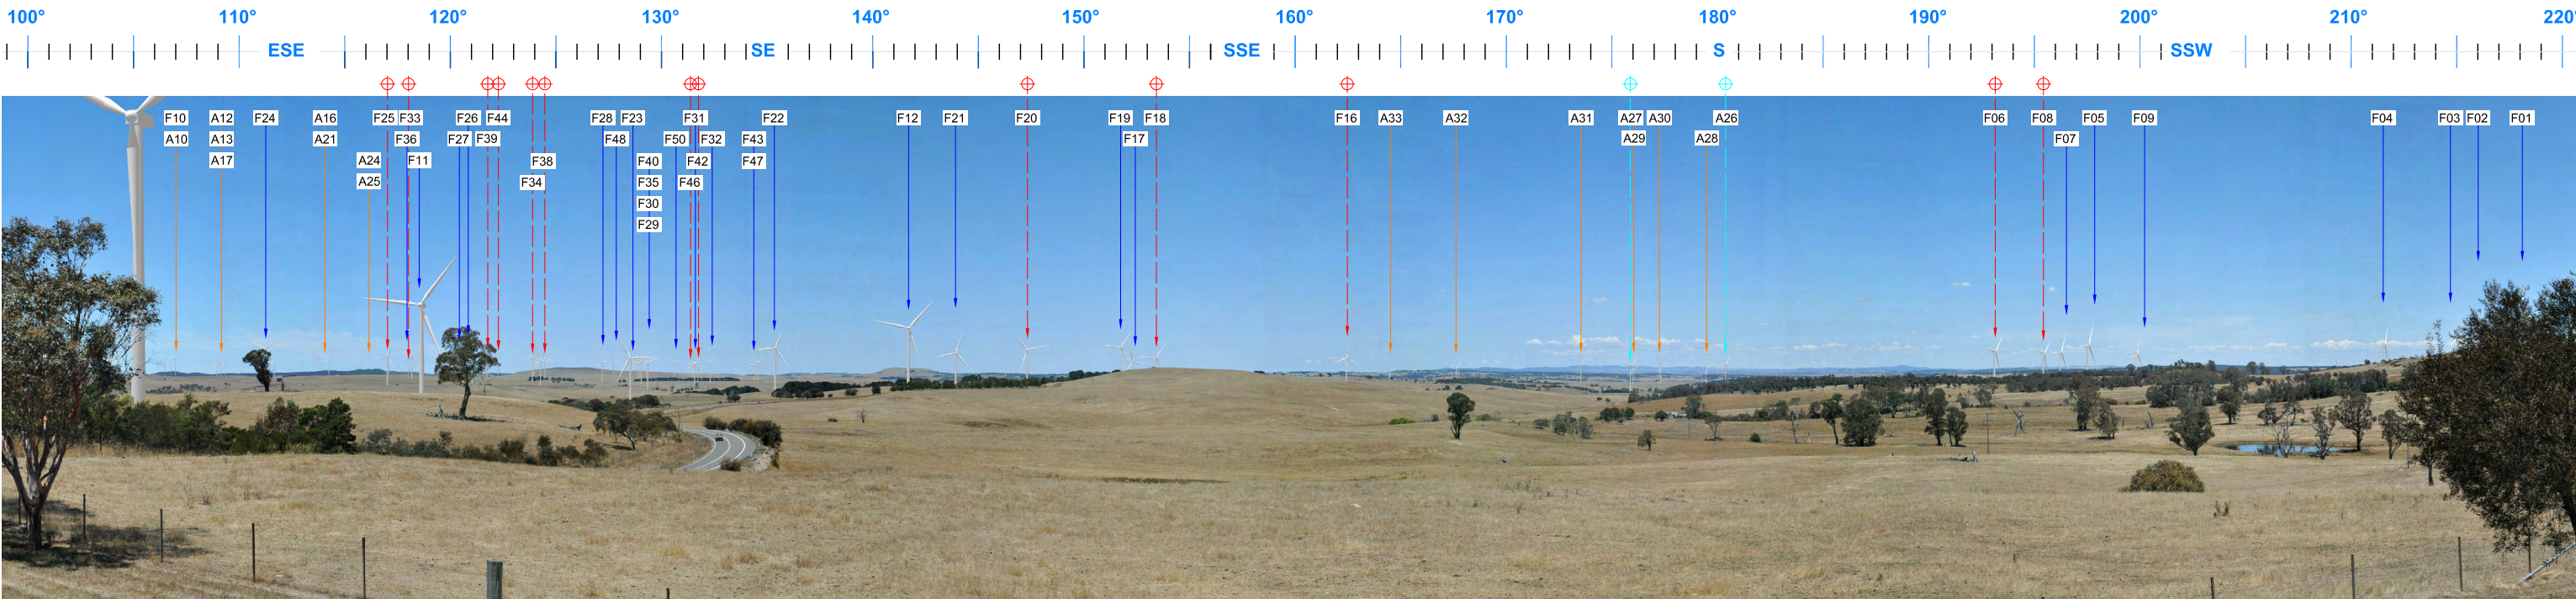 100° 110° 120° 130° 140° 150° 160° 170° 180° 190° 200° 210° 220°
ESE SE SSE S SSW
F10 A12 F24 A16 F25 F33 F26 F44 F28 F23 F31 F22 F12 F21 F20 F19 F18 F16 A33 A32 A31 A27 A30 A26 F06 F08 F05 F09 F04 F03 F02 F01
A10 A13 A21 F36 F27 F39 F48 F50 F32 F43 F17 A29 A28 F07
A17 A24 F11 F38 F40 F42 F47
A25 F34 F35 F46
F30
F29